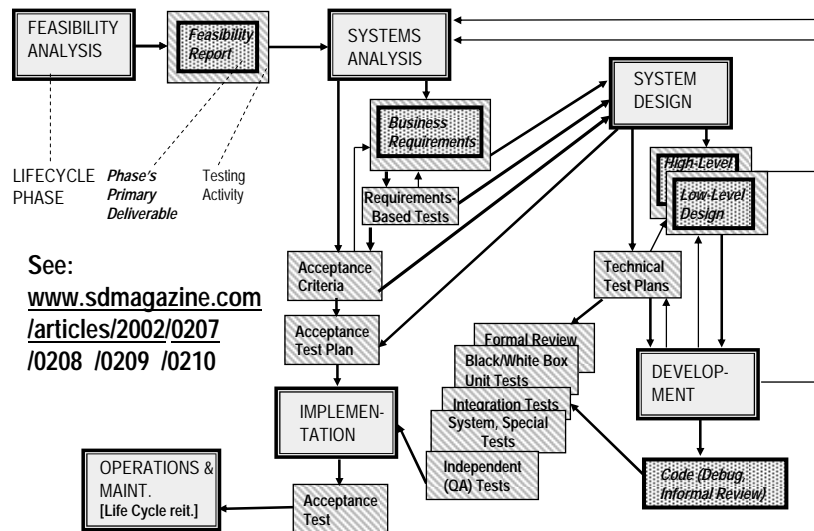 FEASIBILITY
ANALYSIS
Feasibility
Report
SYSTEMS
ANALYSIS
SYSTEM
DESIGN
Business
Requirements
High-Level
Low-Level
Design
LIFECYCLE
PHASE
Phase's
Primary
Deliverable
Testing
Activity
Requirements-
Based Tests
See:
www.sdmagazine.com
/articles/2002/0207
/0208 /0209 /0210
Acceptance
Criteria
Technical
Test Plans
Acceptance
Test Plan
Formal Review
Black/White Box
Unit Tests
Integration Tests
System, Special
Tests
Independent
(QA) Tests
DEVELOP-
MENT
IMPLEMEN-
TATION
Code (Debug,
Informal Review)
OPERATIONS &
MAINT.
[Life Cycle reit.]
Acceptance
Test